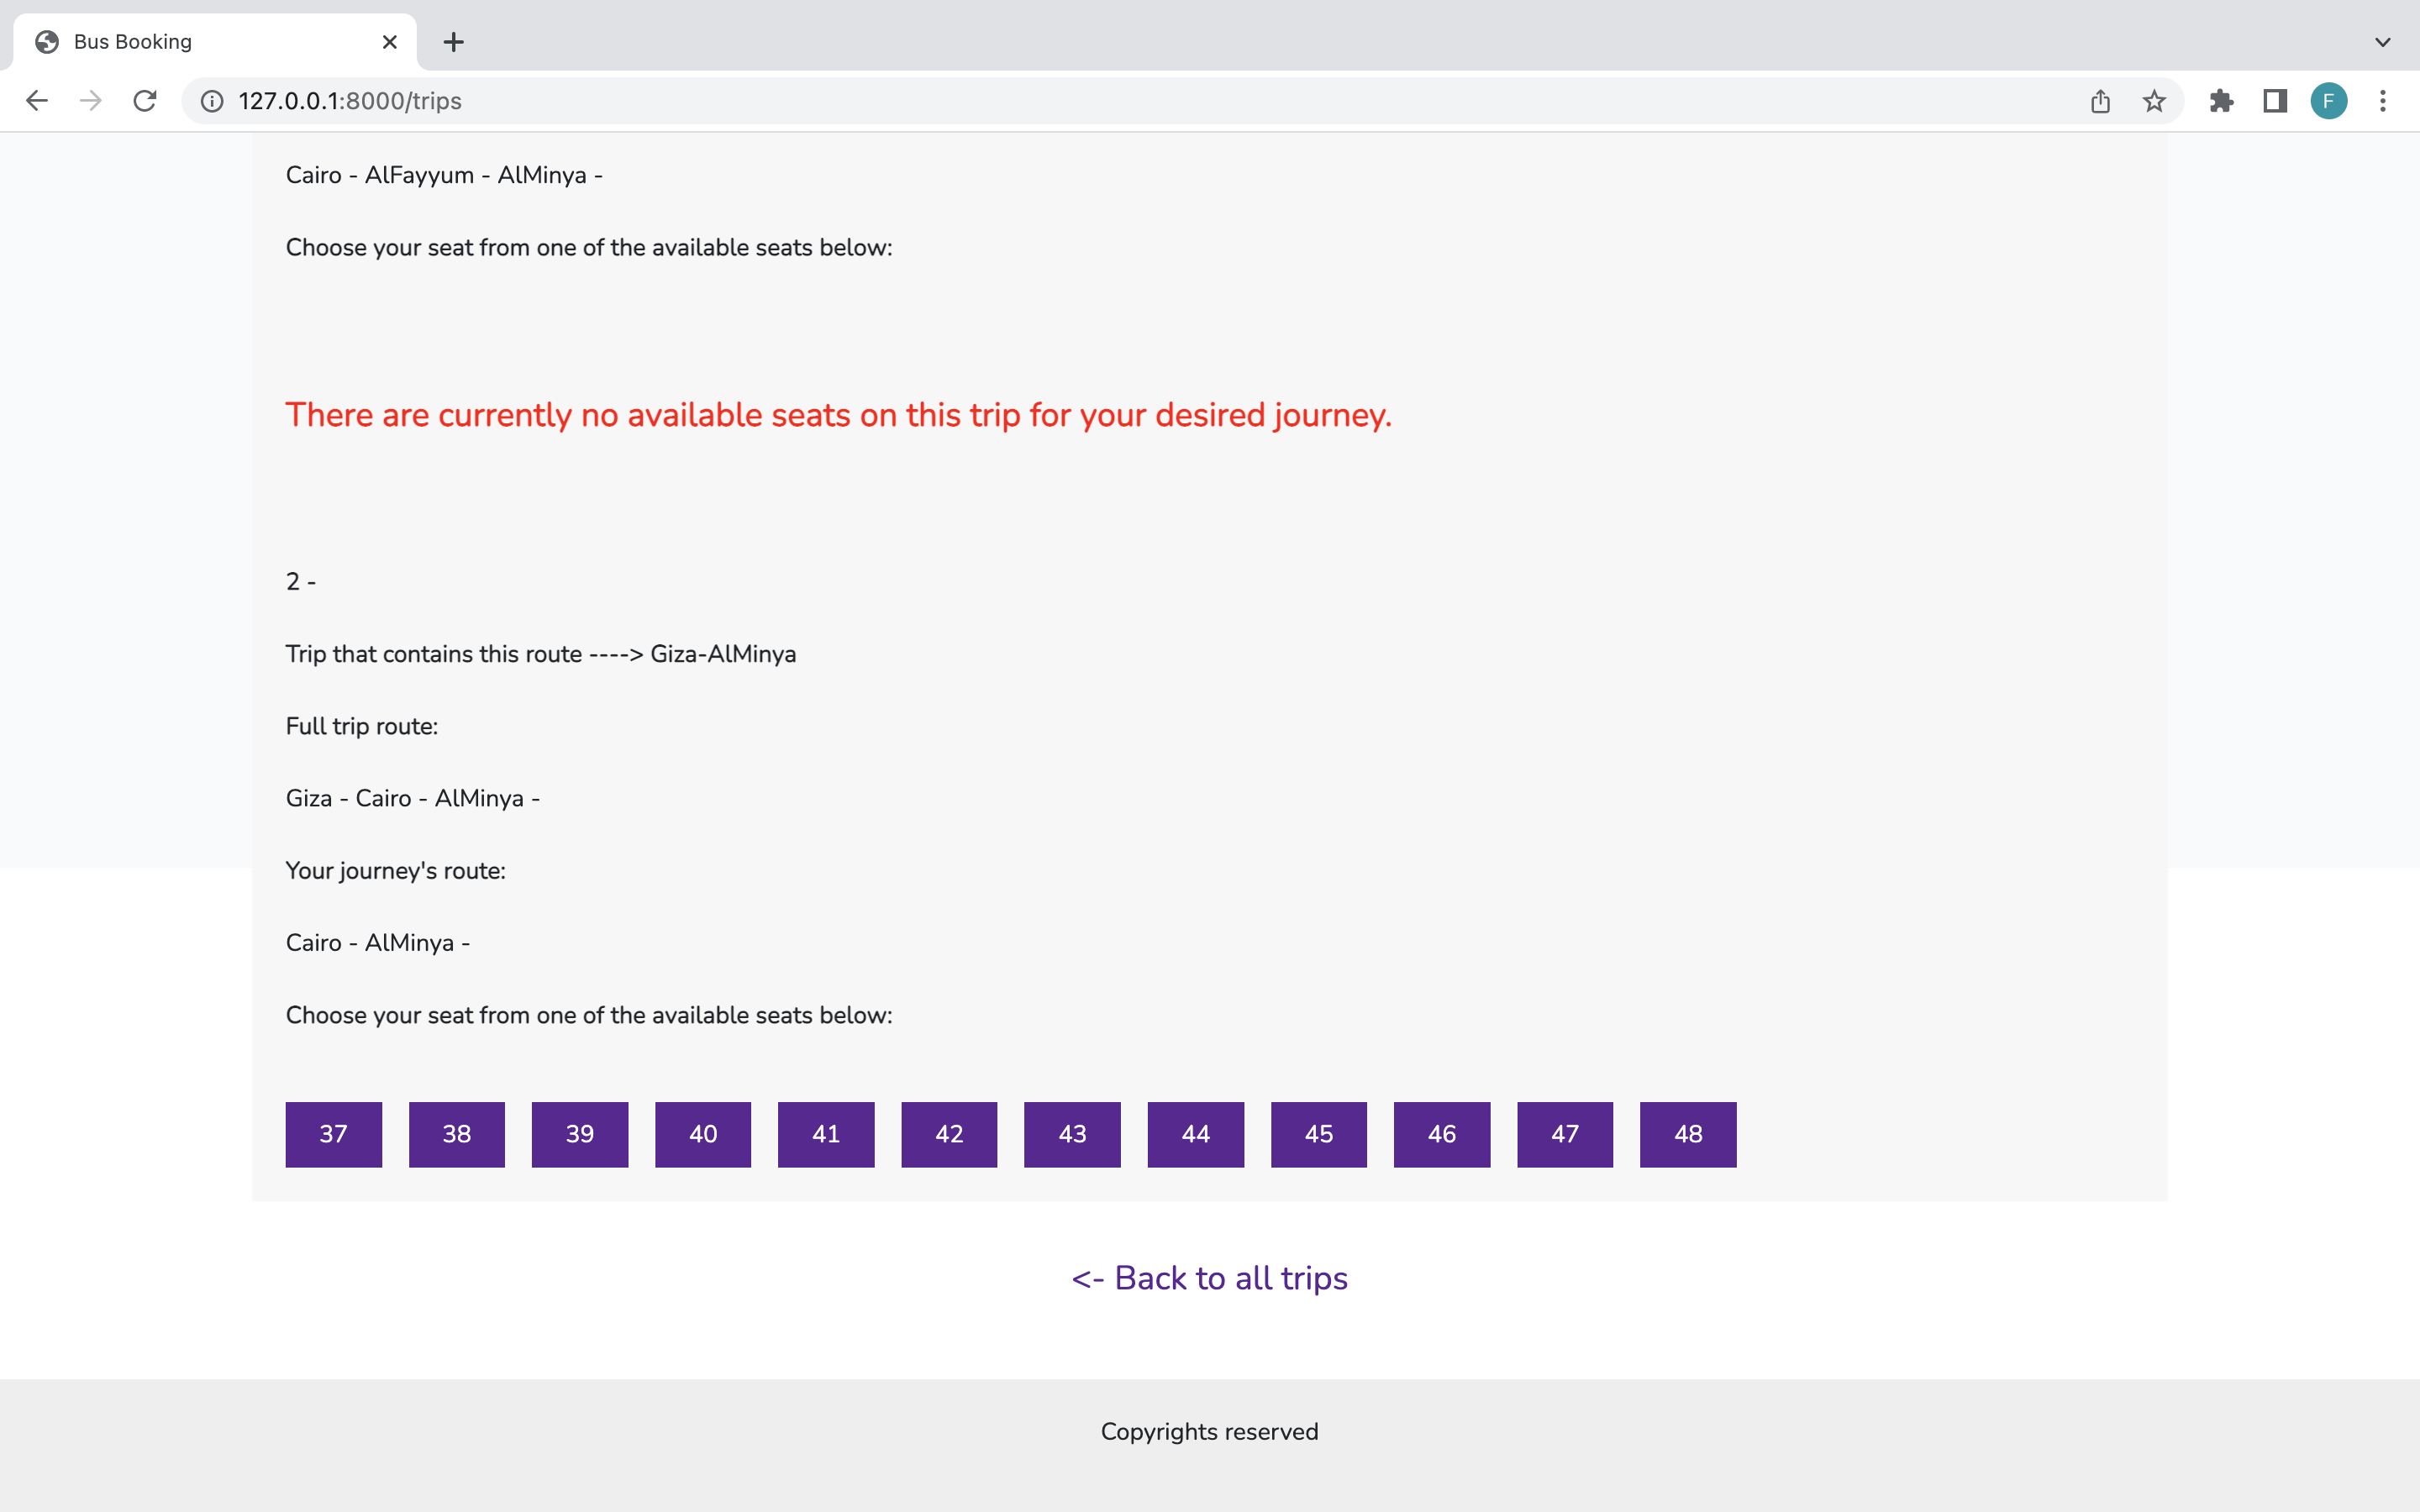 Bus Booking
127.0.0.1:8000/trips
F
Cairo - AlFayyum - AlMinya -
Choose your seat from one of the available seats below:
There are currently no available seats on this trip for your desired journey.
2 -
Trip that contains this route ----> Giza-AlMinya
Full trip route:
Giza - Cairo - AlMinya -
Your journey's route:
Cairo - AlMinya -
Choose your seat from one of the available seats below:
37 38 39 40 41 42 43 44 45 46 47 48
<- Back to all trips
Copyrights reserved